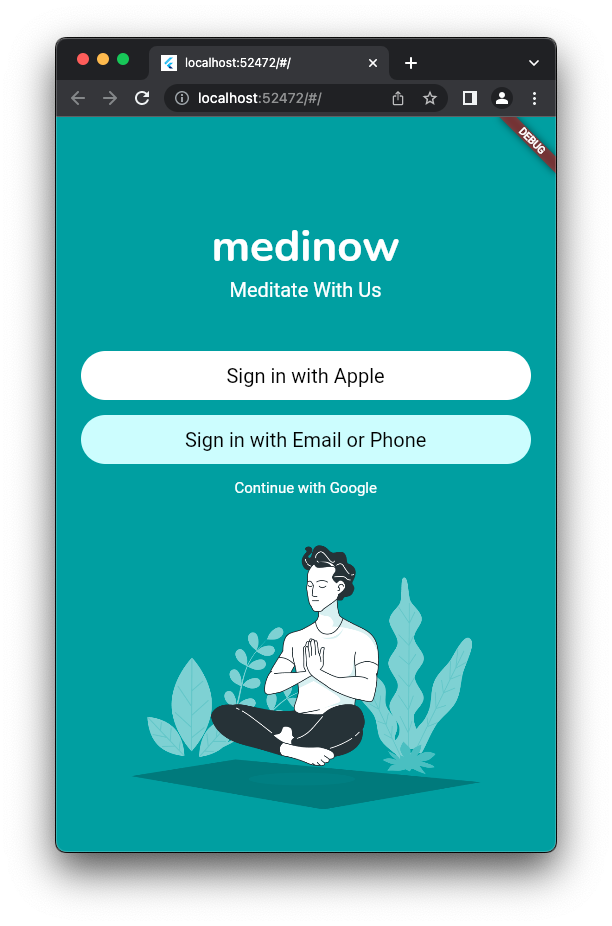 localhost:52472/#/
localhost:52472/#/
DEBUG
medinow
Meditate With Us
Sign in with Apple
Sign in with Email or Phone
Continue with Google